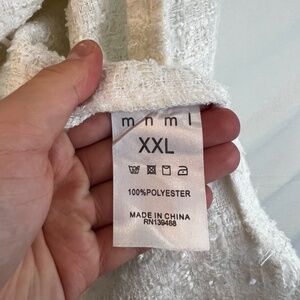 mnml
XXL
100%POLYESTER
MADE IN CHINA
RN139488